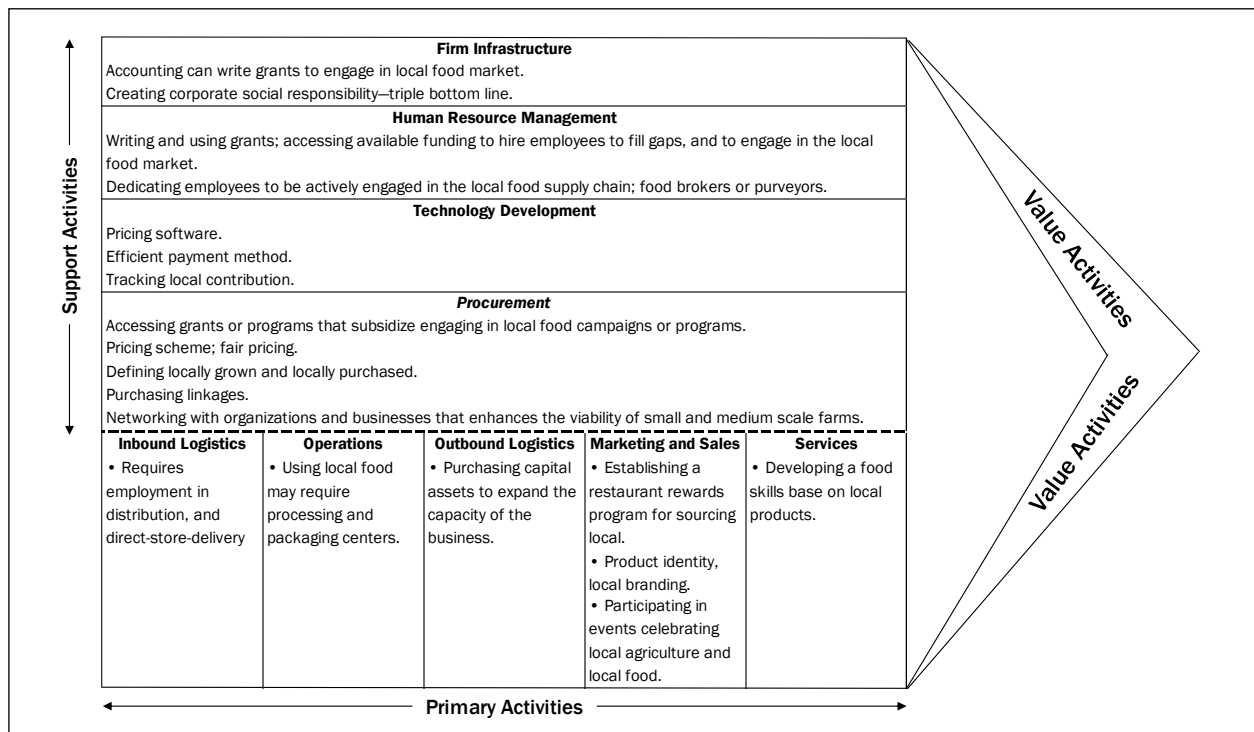 Firm Infrastructure
Accounting can write grants to engage in local food market.
Creating corporate social responsibility—triple bottom line.
Human Resource Management
Writing and using grants; accessing available funding to hire employees to fill gaps, and to engage in the local
food market.
Dedicating employees to be actively engaged in the local food supply chain; food brokers or purveyors.
Technology Development
Pricing software.
Efficient payment method.
Tracking local contribution.
Procurement
Accessing grants or programs that subsidize engaging in local food campaigns or programs.
Pricing scheme; fair pricing.
Defining locally grown and locally purchased.
Purchasing linkages.
Networking with organizations and businesses that enhances the viability of small and medium scale farms.
Support Activities
Inbound Logistics
• Requires
employment in
distribution, and
direct-store-delivery
Operations
• Using local food
may require
processing and
packaging centers.
Outbound Logistics
• Purchasing capital
assets to expand the
capacity of the
business.
Marketing and Sales
• Establishing a
restaurant rewards
program for sourcing
local.
• Product identity,
local branding.
• Participating in
events celebrating
local agriculture and
local food.
Services
• Developing a food
skills base on local
products.
Primary Activities
Value Activities
Value Activities